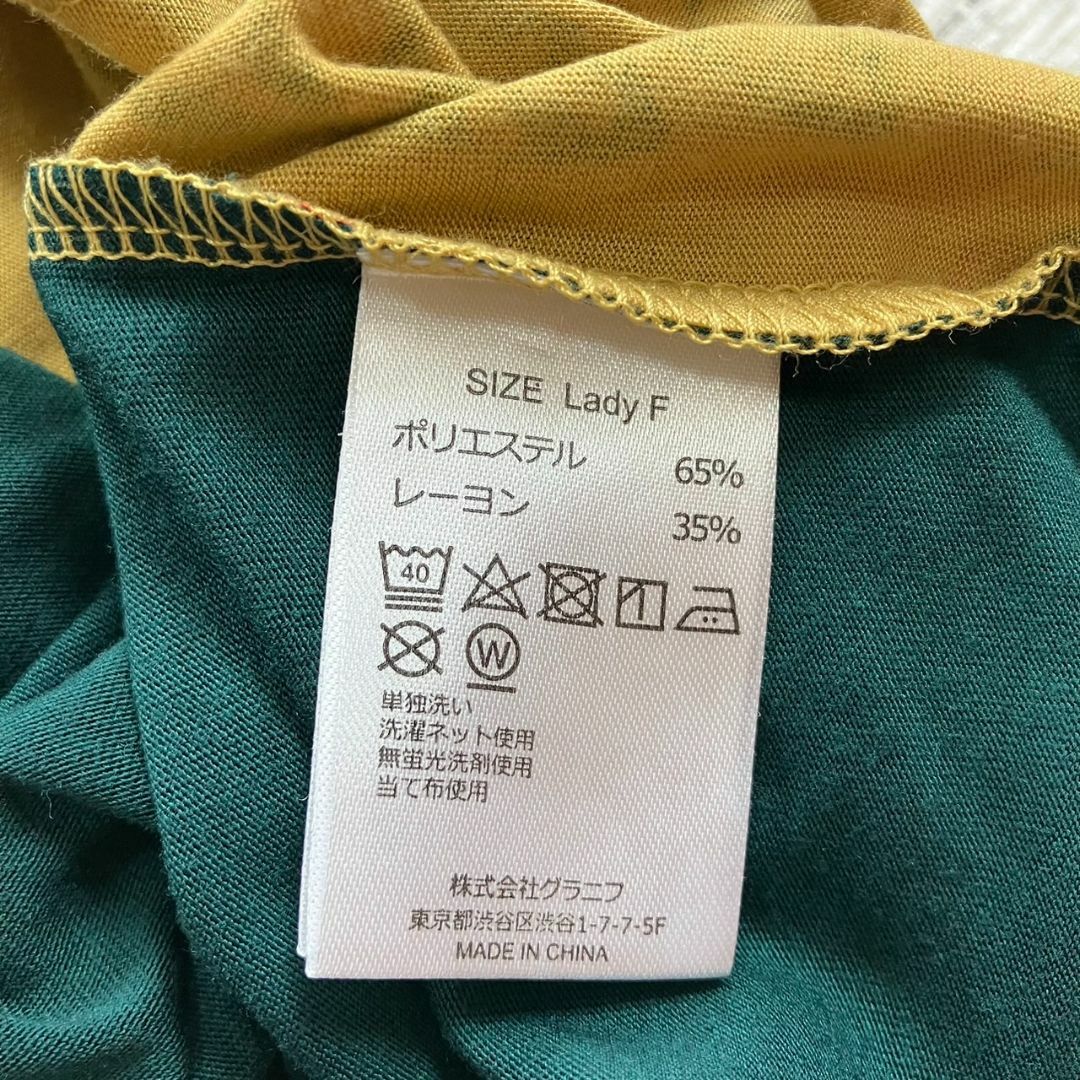 SIZE Lady F
ポリエステル 65%
レーヨン 35%
40
W
単独洗い
洗濯ネット使用
無蛍光洗剤使用
当て布使用
株式会社グラニフ
東京都渋谷区渋谷1-7-7-5F
MADE IN CHINA